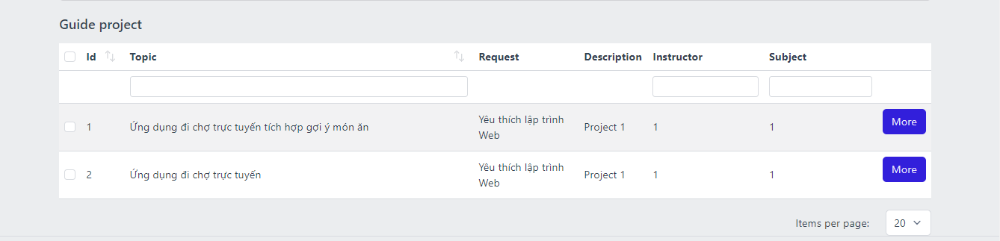 Guide project
Id Topic Request Description Instructor Subject
1 Ứng dụng đi chợ trực tuyến tích hợp gợi ý món ăn Yêu thích lập trình Web Project 1 1 1 More
2 Ứng dụng đi chợ trực tuyến Yêu thích lập trình Web Project 1 1 1 More
Items per page: 20